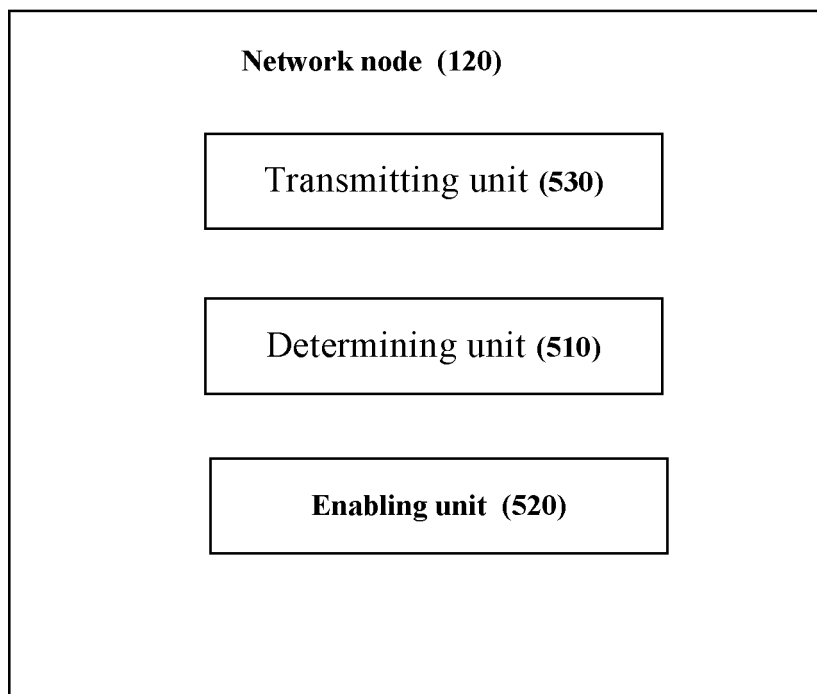 Network node (120)
Transmitting unit (530)
Determining unit (510)
Enabling unit (520)